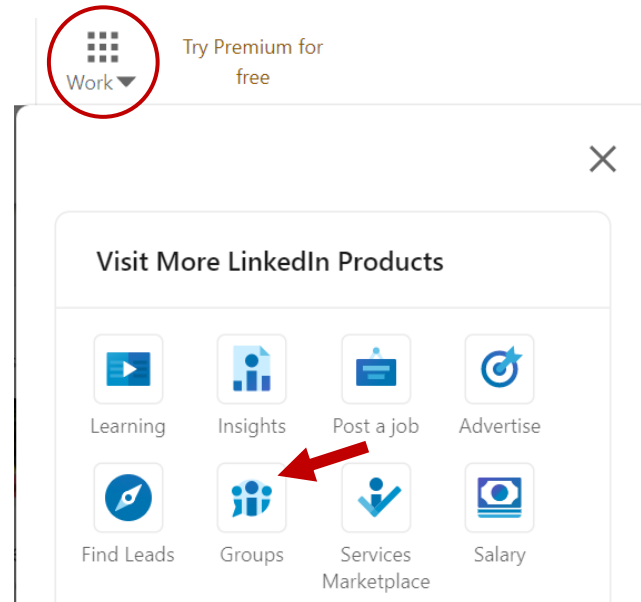 Try Premium for
free
Work
Visit More LinkedIn Products
Learning
Insights
Post a job
Advertise
Find Leads
Groups
Services
Marketplace
Salary